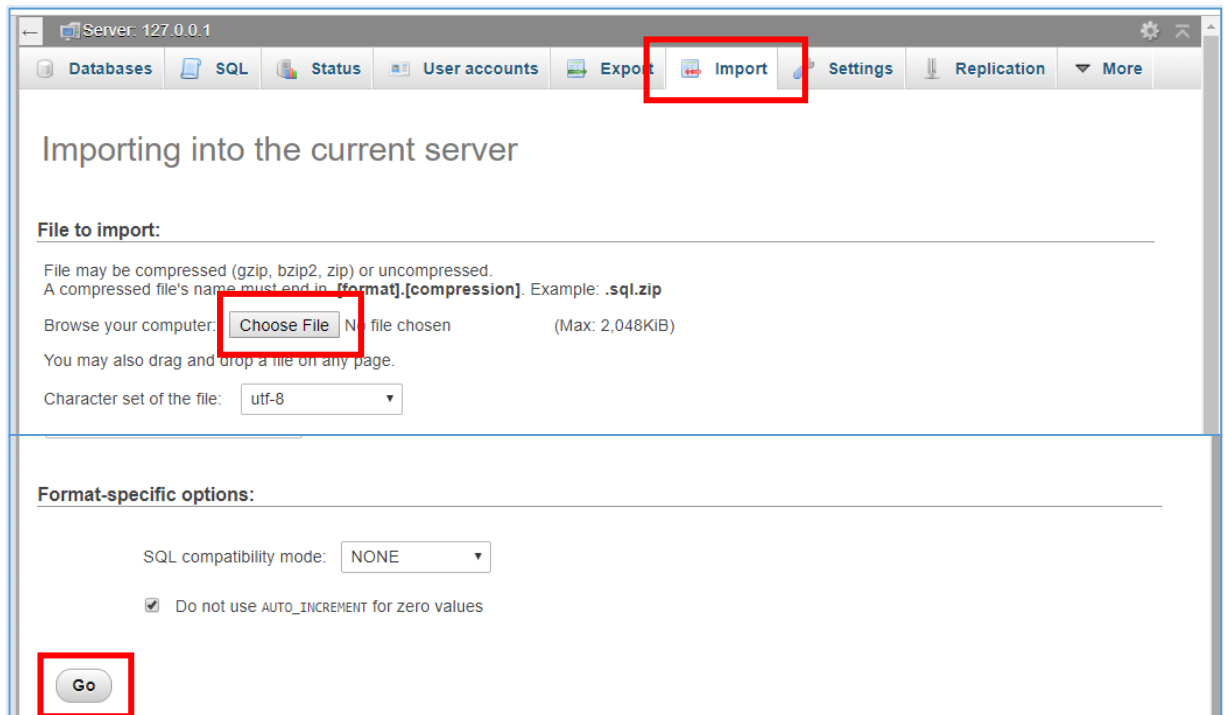 Server: 127.0.0.1
Databases SQL Status User accounts Export Import Settings Replication More
Importing into the current server
File to import:
File may be compressed (gzip, bzip2, zip) or uncompressed.
A compressed file's name must end in .[format].[compression]. Example: .sql.zip
Browse your computer: Choose File No file chosen (Max: 2,048KiB)
You may also drag and drop a file on any page.
Character set of the file: utf-8
Format-specific options:
SQL compatibility mode: NONE
Do not use AUTO_INCREMENT for zero values
Go